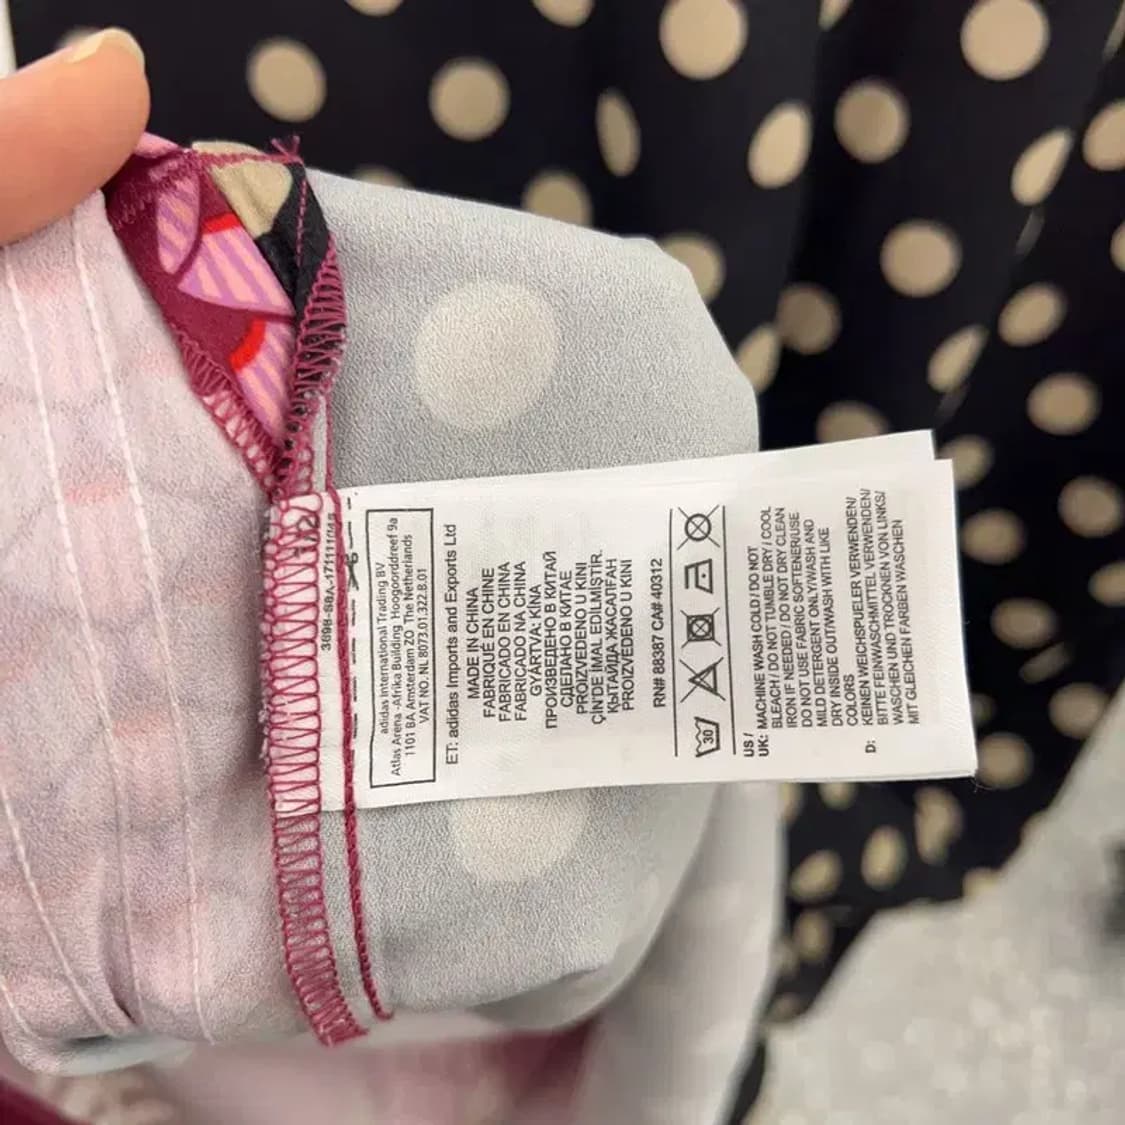 adidas International Trading BV
Atlas Arena -Afrika Building Hoogoorddreef 9a
1101 BA Amsterdam ZO The Netherlands
VAT NO. NL 8073.01.322.B.01
ET: adidas Imports and Exports Ltd
MADE IN CHINA
FABRIQUÉ EN CHINE
FABRICADO EN CHINA
FABRICADO NA CHINA
GYÁRTVA: KÍNA
ПРОИЗВЕДЕНО В КИТАЙ
СДЕЛАНО В КИТАЕ
PROIZVEDENO U KINI
ÇİN'DE İMAL EDİLMİŞTİR.
ҚЫТАЙДА ЖАСАЛҒАН
PROIZVEDENO U KINI
RN# 88387 CA# 40312
30
US /
UK: MACHINE WASH COLD / DO NOT
BLEACH / DO NOT TUMBLE DRY / COOL
IRON IF NEEDED / DO NOT DRY CLEAN
DO NOT USE FABRIC SOFTENER/USE
MILD DETERGENT ONLY/WASH AND
DRY INSIDE OUT/WASH WITH LIKE
COLORS
D: KEINEN WEICHSPUELER VERWENDEN/
BITTE FEINWASCHMITTEL VERWENDEN/
WASCHEN UND TROCKNEN VON LINKS/
MIT GLEICHEN FARBEN WASCHEN